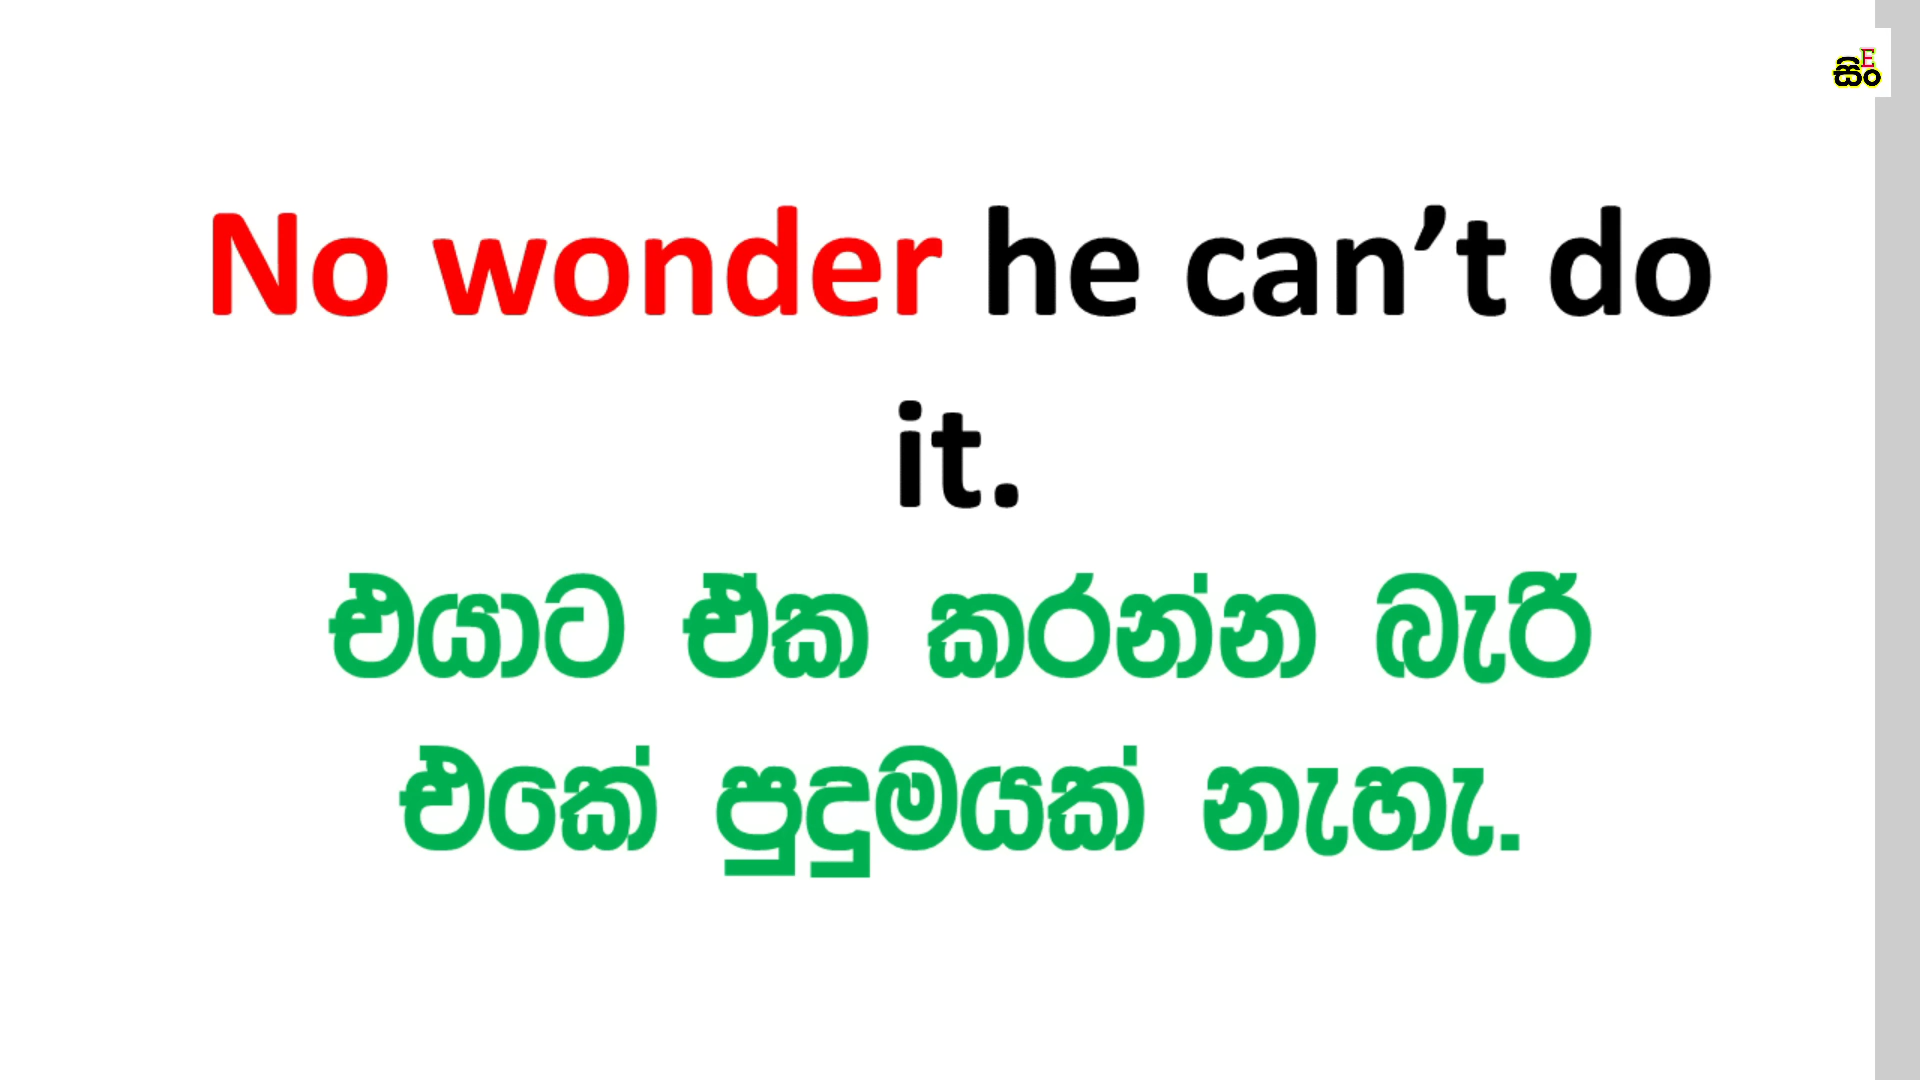 සිංE
No wonder he can’t do
it.
එයාට ඒක කරන්න බැරි
එකේ පුදුමයක් නැහැ.